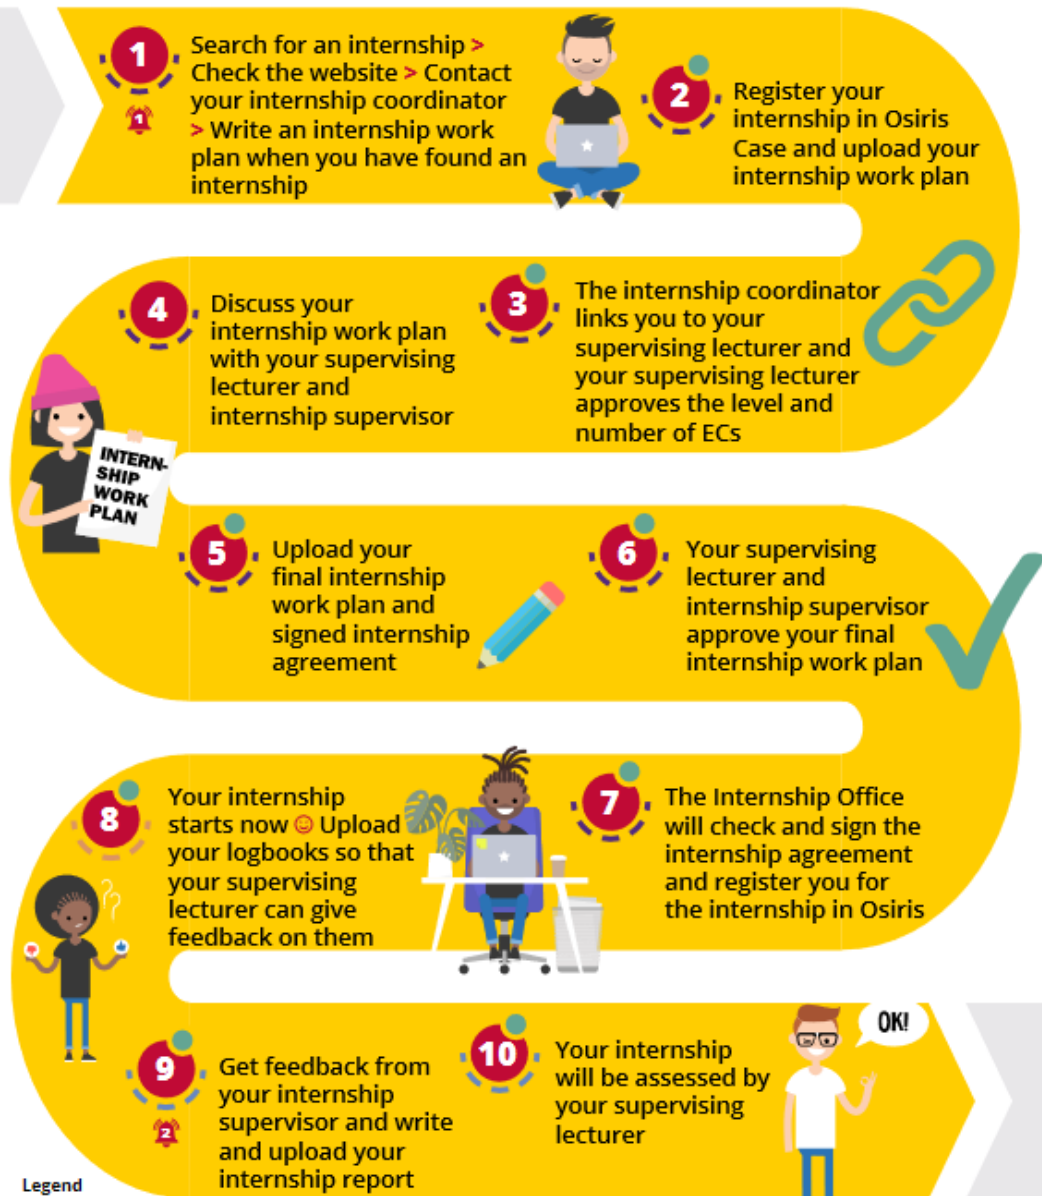 1
Search for an internship >
Check the website > Contact
your internship coordinator
> Write an internship work
plan when you have found an
internship
1
2
Register your
internship in Osiris
Case and upload your
internship work plan
3
The internship coordinator
links you to your
supervising lecturer and
your supervising lecturer
approves the level and
number of ECs
4
Discuss your
internship work plan
with your supervising
lecturer and
internship supervisor
INTERN-
SHIP
WORK
PLAN
5
Upload your
final internship
work plan and
signed internship
agreement
6
Your supervising
lecturer and
internship supervisor
approve your final
internship work plan
7
The Internship Office
will check and sign the
internship agreement
and register you for
the internship in Osiris
8
Your internship
starts now ☺ Upload
your logbooks so that
your supervising
lecturer can give
feedback on them
??
9
Get feedback from
your internship
supervisor and write
and upload your
internship report
2
10
Your internship
will be assessed by
your supervising
lecturer
OK!
Legend